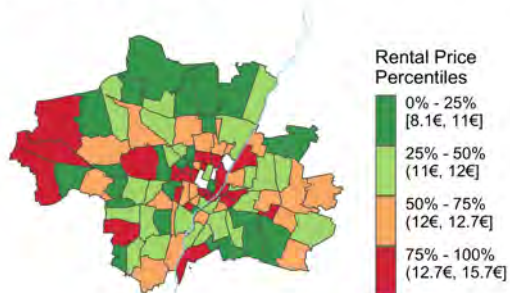 Rental Price
Percentiles
0% - 25%
[8.1€, 11€]
25% - 50%
(11€, 12€]
50% - 75%
(12€, 12.7€]
75% - 100%
(12.7€, 15.7€]